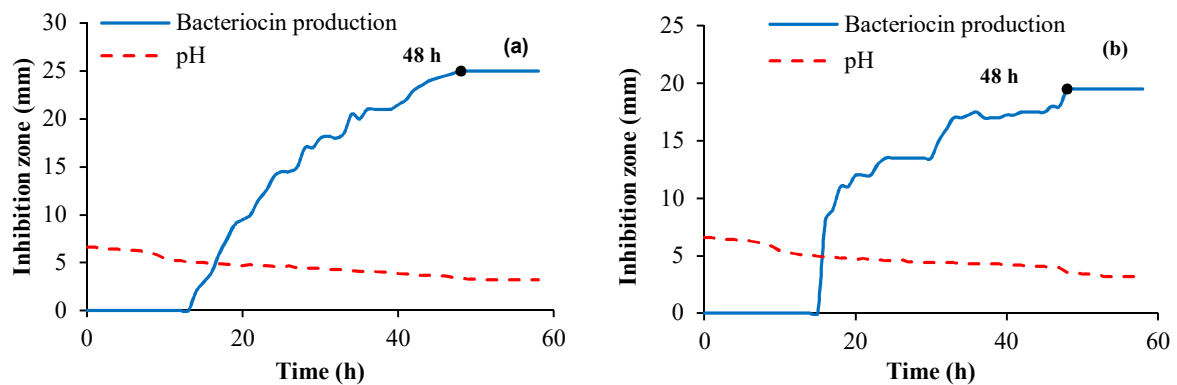 Bacteriocin production
pH
(a)
48 h
30
25
20
15
10
5
0
Inhibition zone (mm)
0 20 40 60
Time (h)
Bacteriocin production
pH
(b)
48 h
25
20
15
10
5
0
Inhibition zone (mm)
0 20 40 60
Time (h)